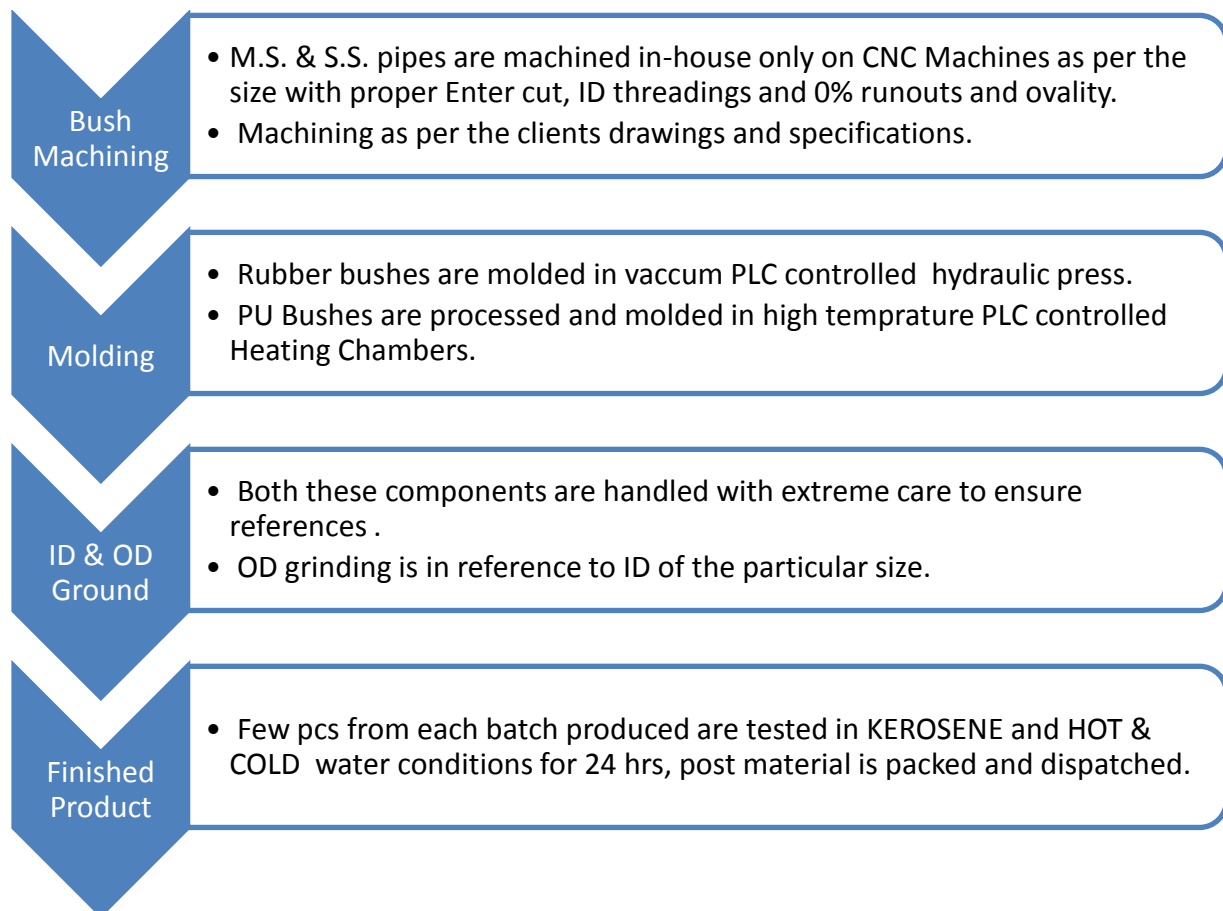 Bush
Machining
• M.S. & S.S. pipes are machined in-house only on CNC Machines as per the
size with proper Enter cut, ID threadings and 0% runouts and ovality.
• Machining as per the clients drawings and specifications.
Molding
• Rubber bushes are molded in vaccum PLC controlled hydraulic press.
• PU Bushes are processed and molded in high temprature PLC controlled
Heating Chambers.
ID & OD
Ground
• Both these components are handled with extreme care to ensure
references .
• OD grinding is in reference to ID of the particular size.
Finished
Product
• Few pcs from each batch produced are tested in KEROSENE and HOT &
COLD water conditions for 24 hrs, post material is packed and dispatched.